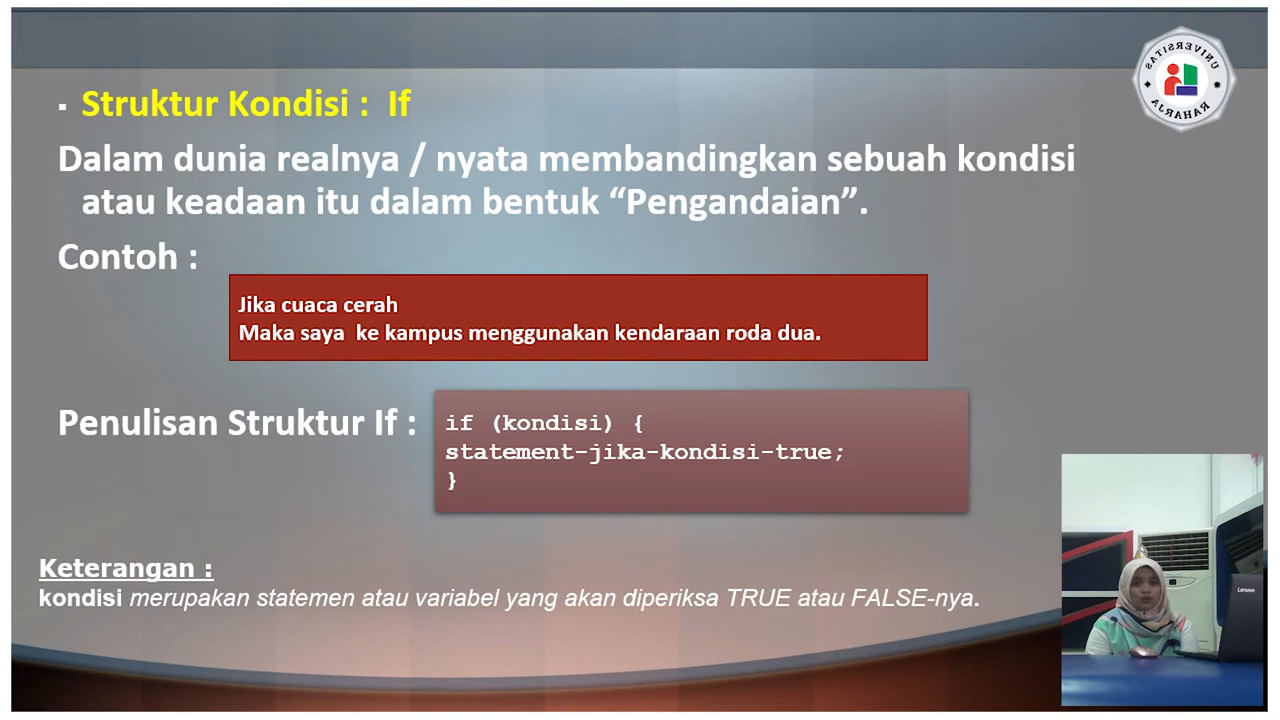 UNIVERSITAS
RAHARJA
▪ Struktur Kondisi : If
Dalam dunia realnya / nyata membandingkan sebuah kondisi
atau keadaan itu dalam bentuk “Pengandaian”.
Contoh :
Jika cuaca cerah
Maka saya ke kampus menggunakan kendaraan roda dua.
Penulisan Struktur If :
if (kondisi) {
statement-jika-kondisi-true;
}
Keterangan :
kondisi merupakan statemen atau variabel yang akan diperiksa TRUE atau FALSE-nya.
Lenovo